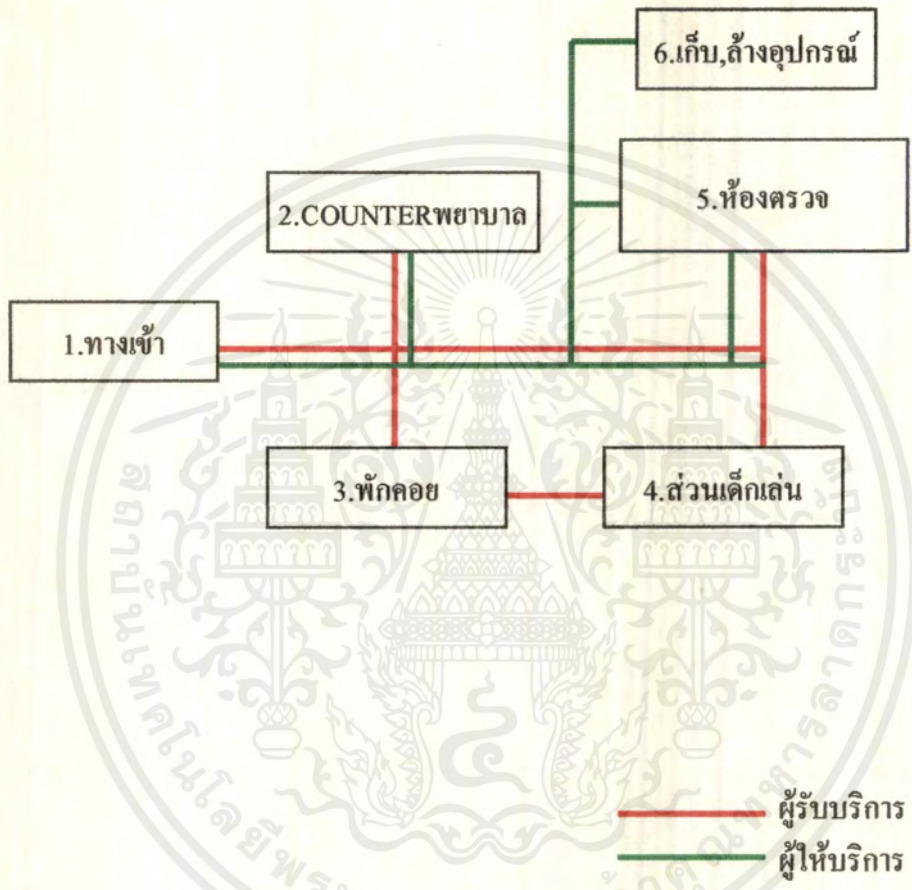 6.เก็บ,ล้างอุปกรณ์
5.ห้องตรวจ
2.COUNTERพยาบาล
1.ทางเข้า
3.พักคอย
4.ส่วนเด็กเล่น
ผู้รับบริการ
ผู้ให้บริการ